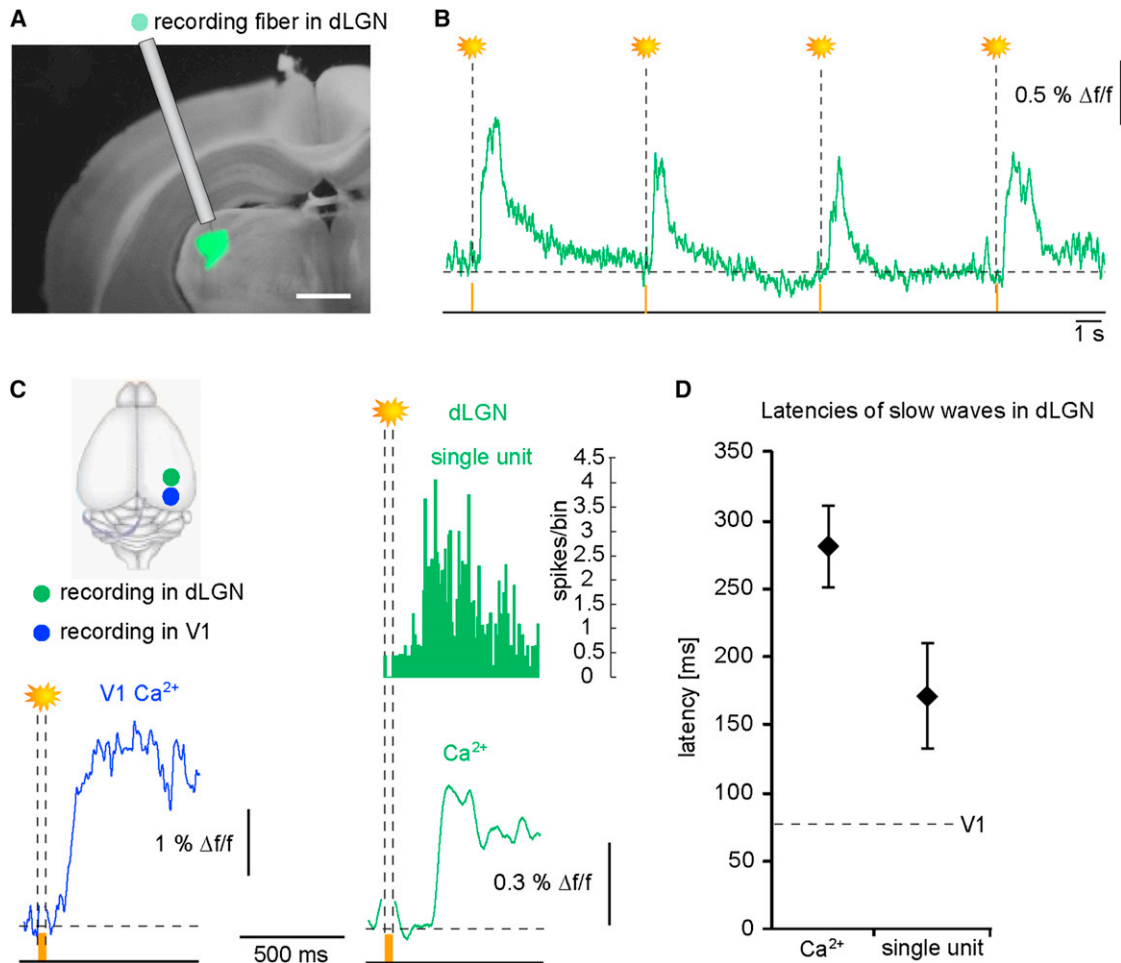 A
recording fiber in dLGN
B
0.5 % Δf/f
1 s
C
recording in dLGN
recording in V1
V1 Ca²⁺
1 % Δf/f
500 ms
dLGN
single unit
4.5
4
3.5
3
2.5
2
1.5
1
0.5
0
spikes/bin
Ca²⁺
0.3 % Δf/f
D
Latencies of slow waves in dLGN
350
300
250
200
150
100
50
0
latency [ms]
V1
Ca²⁺ single unit